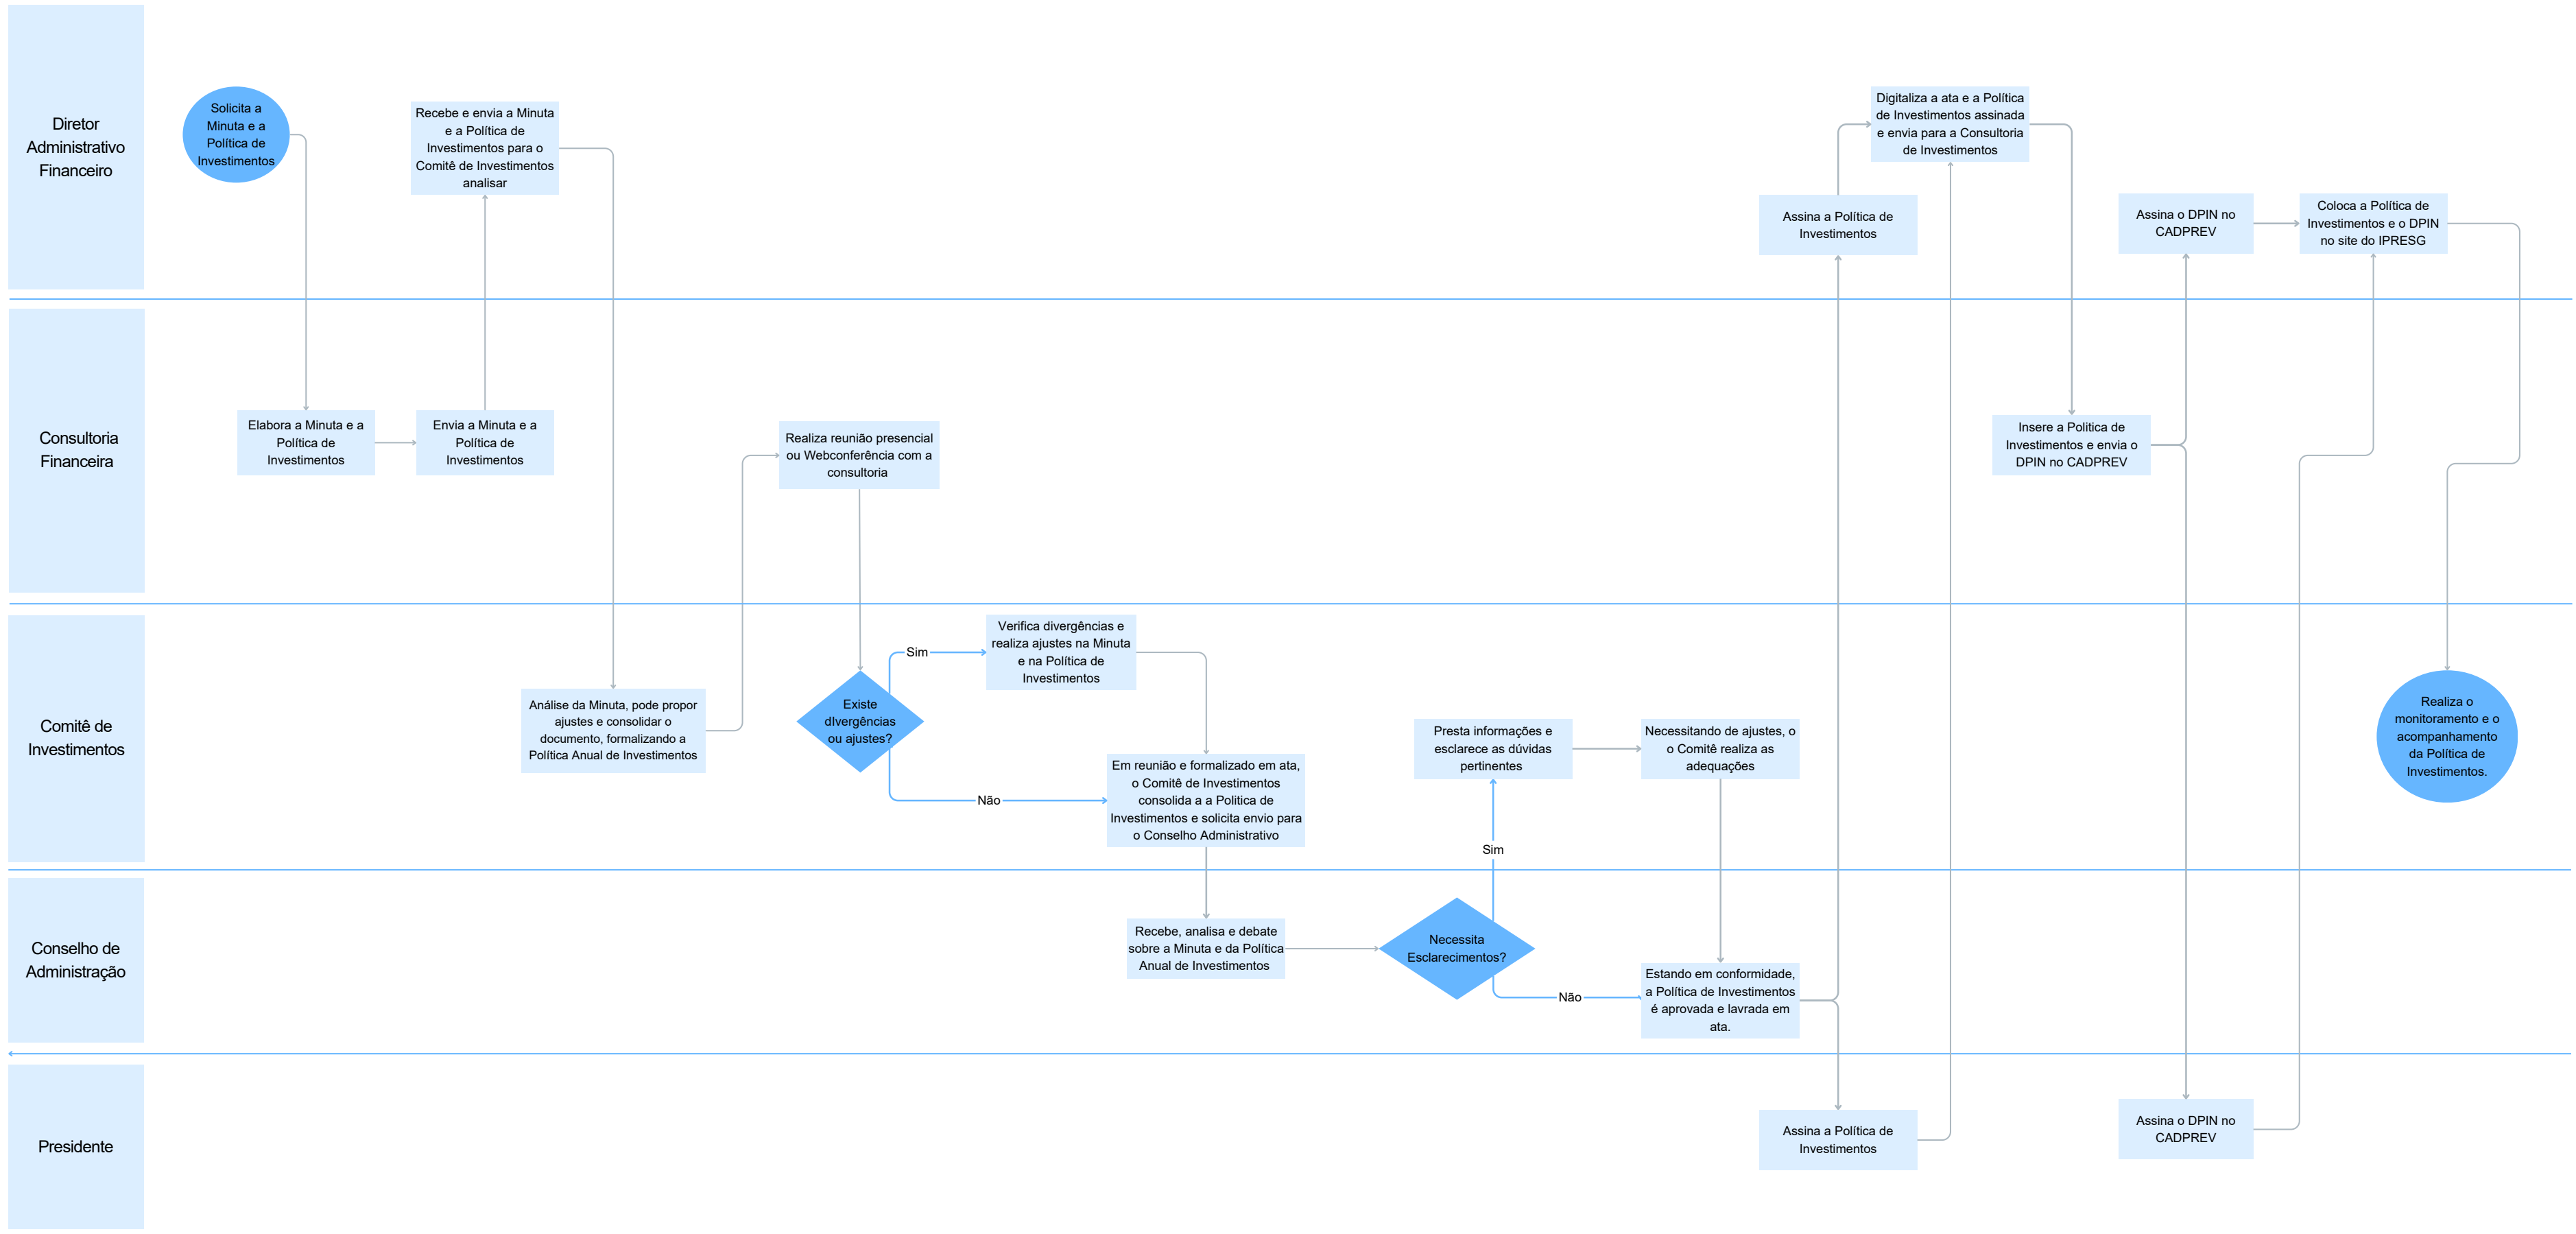 Diretor
Administrativo
Financeiro
Solicita a
Minuta e a
Política de
Investimentos
Recebe e envia a Minuta
e a Política de
Investimentos para o
Comitê de Investimentos
analisar
Digitaliza a ata e a Política
de Investimentos assinada
e envia para a Consultoria
de Investimentos
Assina a Política de
Investimentos
Assina o DPIN no
CADPREV
Coloca a Política de
Investimentos e o DPIN
no site do IPRESG
Consultoria
Financeira
Elabora a Minuta e a
Política de
Investimentos
Envia a Minuta e a
Política de
Investimentos
Realiza reunião presencial
ou Webconferência com a
consultoria
Insere a Politica de
Investimentos e envia o
DPIN no CADPREV
Comitê de
Investimentos
Análise da Minuta, pode propor
ajustes e consolidar o
documento, formalizando a
Política Anual de Investimentos
Existe
dIvergências
ou ajustes?
Sim
Não
Verifica divergências e
realiza ajustes na Minuta
e na Política de
Investimentos
Em reunião e formalizado em ata,
o Comitê de Investimentos
consolida a a Politica de
Investimentos e solicita envio para
o Conselho Administrativo
Presta informações e
esclarece as dúvidas
pertinentes
Necessitando de ajustes, o
o Comitê realiza as
adequações
Realiza o
monitoramento e o
acompanhamento
da Política de
Investimentos.
Sim
Conselho de
Administração
Recebe, analisa e debate
sobre a Minuta e da Política
Anual de Investimentos
Necessita
Esclarecimentos?
Não
Estando em conformidade,
a Política de Investimentos
é aprovada e lavrada em
ata.
Presidente
Assina a Política de
Investimentos
Assina o DPIN no
CADPREV